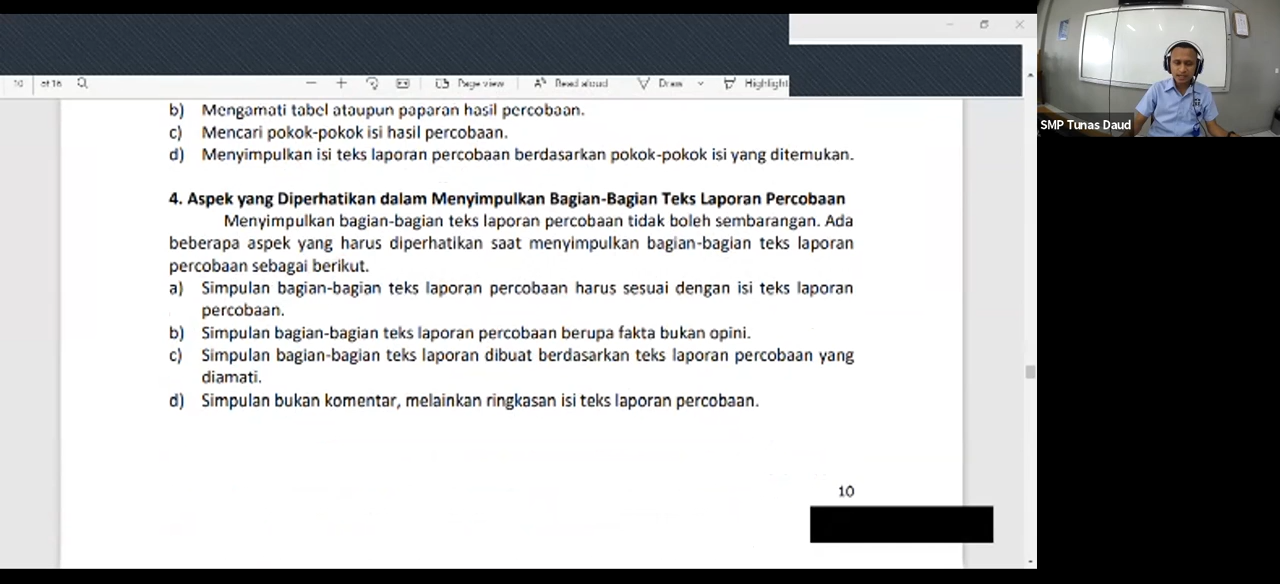 10 of 16 Page view Read aloud Draw Highlight
b) Mengamati tabel ataupun paparan hasil percobaan.
c) Mencari pokok-pokok isi hasil percobaan.
d) Menyimpulkan isi teks laporan percobaan berdasarkan pokok-pokok isi yang ditemukan.
4. Aspek yang Diperhatikan dalam Menyimpulkan Bagian-Bagian Teks Laporan Percobaan
Menyimpulkan bagian-bagian teks laporan percobaan tidak boleh sembarangan. Ada
beberapa aspek yang harus diperhatikan saat menyimpulkan bagian-bagian teks laporan
percobaan sebagai berikut.
a) Simpulan bagian-bagian teks laporan percobaan harus sesuai dengan isi teks laporan
percobaan.
b) Simpulan bagian-bagian teks laporan percobaan berupa fakta bukan opini.
c) Simpulan bagian-bagian teks laporan dibuat berdasarkan teks laporan percobaan yang
diamati.
d) Simpulan bukan komentar, melainkan ringkasan isi teks laporan percobaan.
10
SMP Tunas Daud